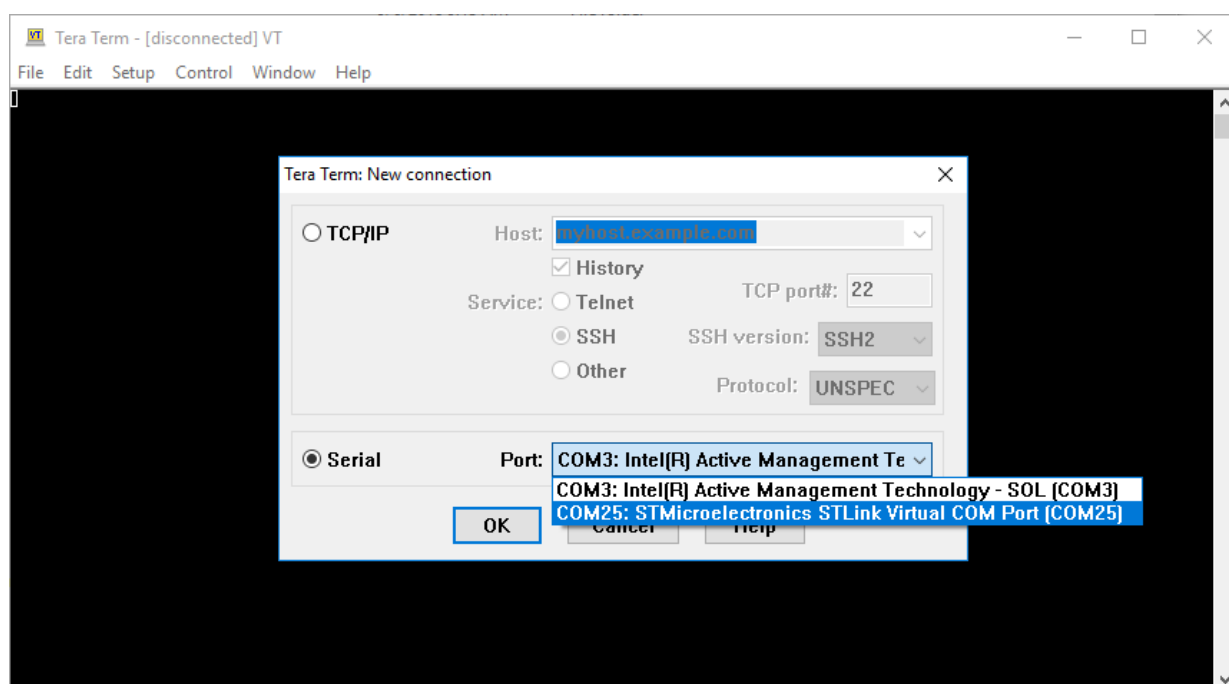 Tera Term - [disconnected] VT
File Edit Setup Control Window Help
Tera Term: New connection
TCP/IP Host: myhost.example.com
History
Service: Telnet TCP port#: 22
SSH SSH version: SSH2
Other Protocol: UNSPEC
Serial Port: COM3: Intel(R) Active Management Te
COM3: Intel(R) Active Management Technology - SOL (COM3)
COM25: STMicroelectronics STLink Virtual COM Port (COM25)
OK Cancel Help